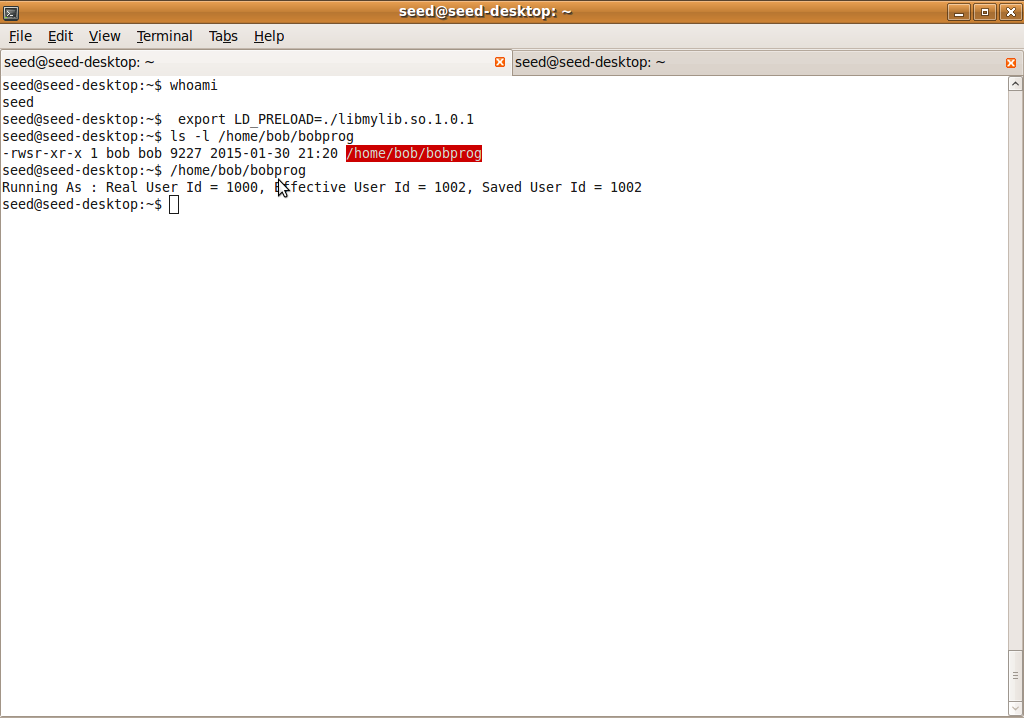 seed@seed-desktop: ~
File Edit View Terminal Tabs Help
seed@seed-desktop: ~ seed@seed-desktop: ~
seed@seed-desktop:~$ whoami
seed
seed@seed-desktop:~$  export LD_PRELOAD=./libmylib.so.1.0.1
seed@seed-desktop:~$ ls -l /home/bob/bobprog
-rwsr-xr-x 1 bob bob 9227 2015-01-30 21:20 /home/bob/bobprog
seed@seed-desktop:~$ /home/bob/bobprog
Running As : Real User Id = 1000, Effective User Id = 1002, Saved User Id = 1002
seed@seed-desktop:~$